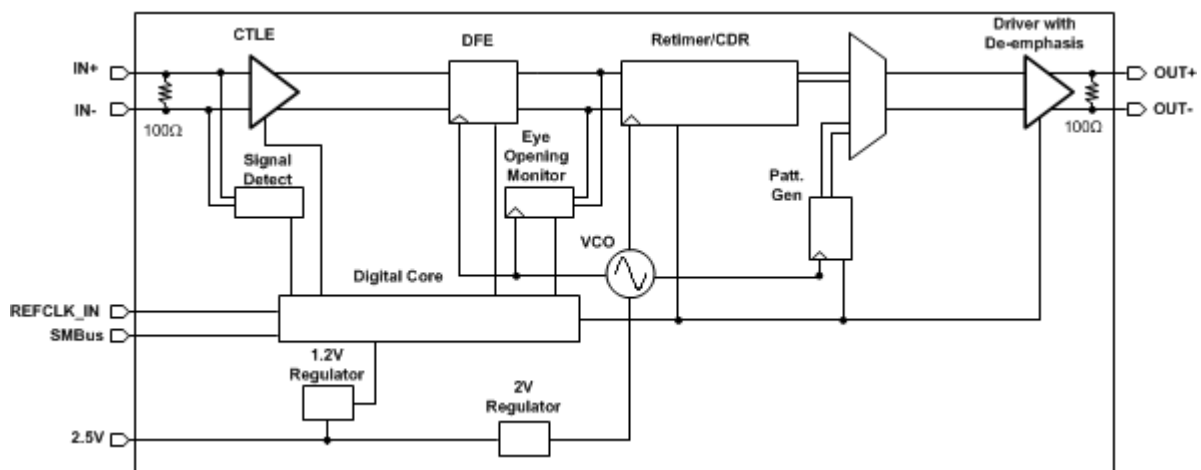 CTLE
DFE
Retimer/CDR
Driver with
De-emphasis
IN+
IN-
100Ω
OUT+
OUT-
100Ω
Signal
Detect
Eye
Opening
Monitor
Patt.
Gen
VCO
Digital Core
REFCLK_IN
SMBus
1.2V
Regulator
2V
Regulator
2.5V